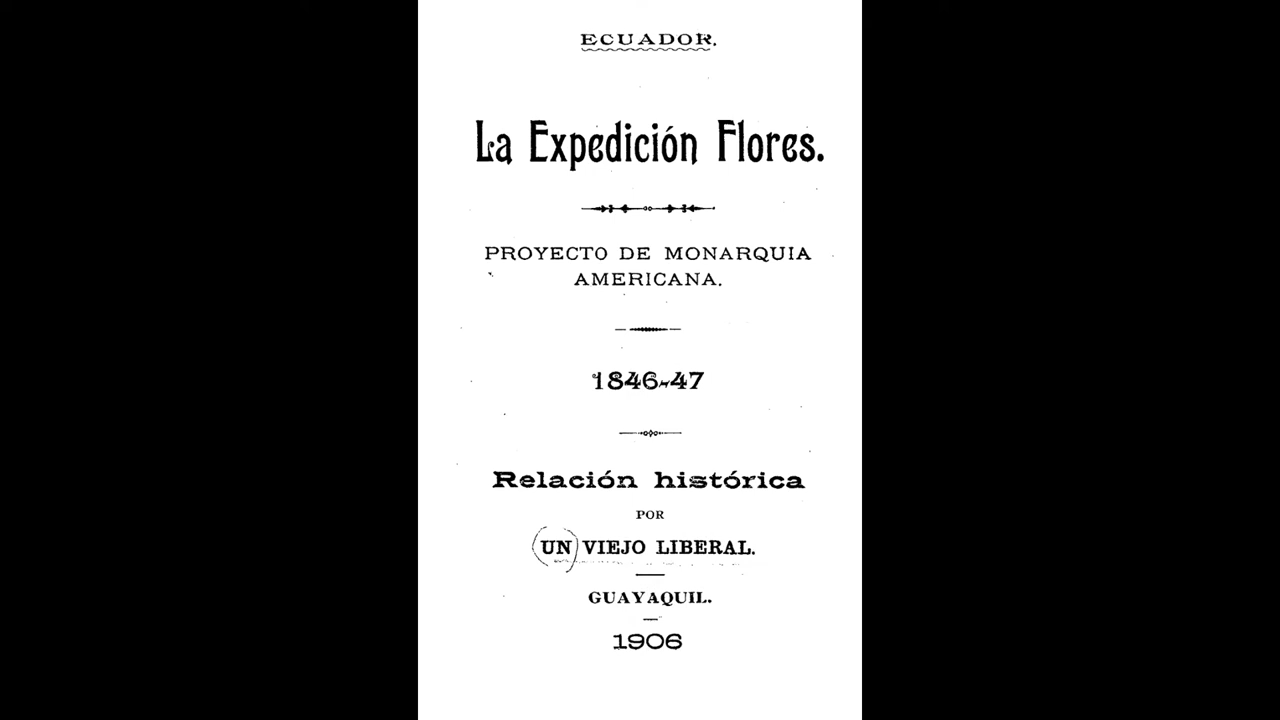 ECUADOR.
La Expedición Flores.
PROYECTO DE MONARQUIA
AMERICANA.
1846-47
Relación histórica
POR
(UN) VIEJO LIBERAL.
GUAYAQUIL.
1906